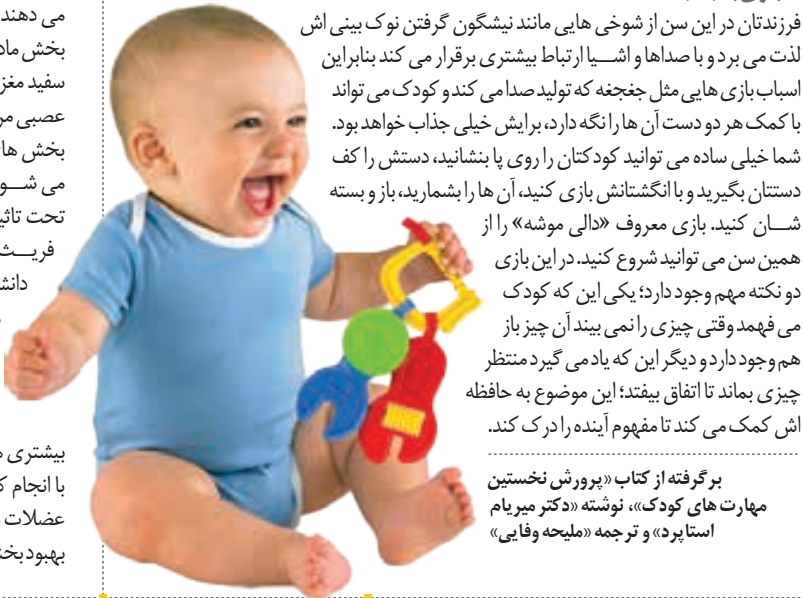 فرزندتان در این سن از شوخی هایی مانند نیشگون گرفتن نوک بینی اش
لذت می برد و با صداها و اشـــیا ارتباط بیشتری برقرار می کند بنابراین
اسباب بازی هایی مثل جغجغه که تولید صدا می کند و کودک می تواند
با کمک هر دو دست آن ها را نگه دارد، برایش خیلی جذاب خواهد بود.
شما خیلی ساده می توانید کودکتان را روی پا بنشانید، دستش را کف
دستتان بگیرید و با انگشتانش بازی کنید، آن ها را بشمارید، باز و بسته
شـــان کنید. بازی معروف «دالی موشه» را از
همین سن می توانید شروع کنید. در این بازی
دو نکته مهم وجود دارد؛ یکی این که کودک
می فهمد وقتی چیزی را نمی بیند آن چیز باز
هم وجود دارد و دیگر این که یاد می گیرد منتظر
چیزی بماند تا اتفاق بیفتد؛ این موضوع به حافظه
اش کمک می کند تا مفهوم آینده را درک کند.
برگرفته از کتاب «پرورش نخستین
مهارت های کودک»، نوشته «دکتر میریام
استاپرد» و ترجمه «ملیحه وفایی»
می دهند
بخش ماد
سفید مغز
عصبی مر
بخش ها
می شـــو
تحت تاثیر
فریـــث
دانش
بیشتری م
با انجام ک
عضلات
بهبود بخ